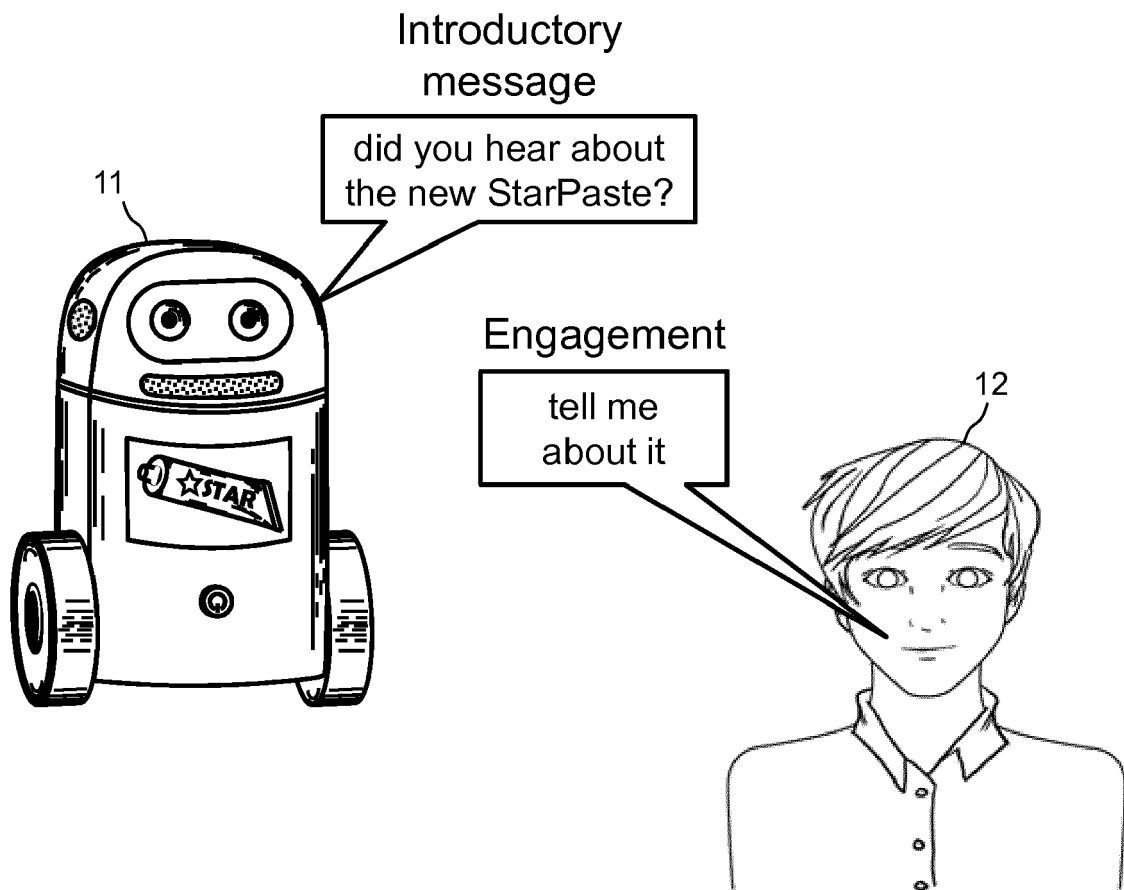 Introductory
message
did you hear about
the new StarPaste?
11
Engagement
tell me
about it
12
STAR